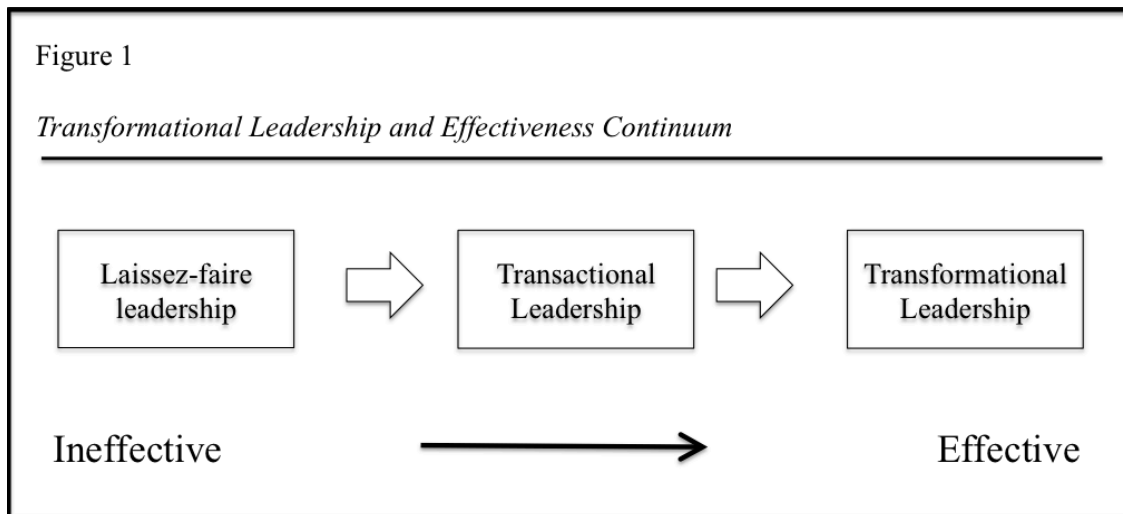 Figure 1
Transformational Leadership and Effectiveness Continuum
Laissez-faire
leadership
Transactional
Leadership
Transformational
Leadership
Ineffective
Effective